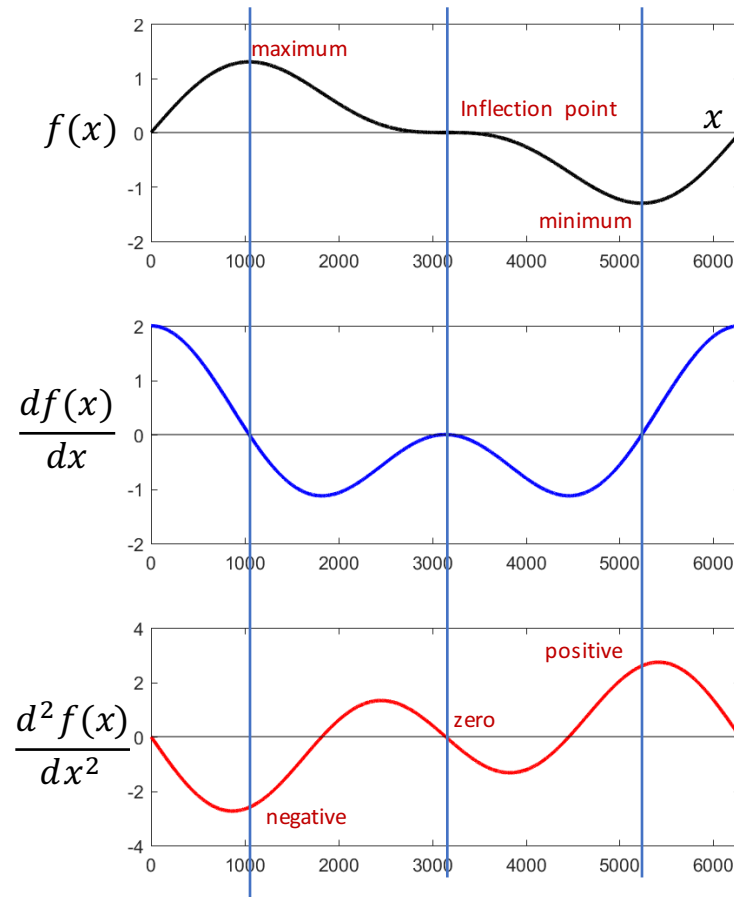 2
maximum
1
Inflection point
x
f(x)
0
-1
minimum
-2
0 1000 2000 3000 4000 5000 6000
2
1
df(x)
dx
0
-1
-2
0 1000 2000 3000 4000 5000 6000
4
positive
2
zero
d²f(x)
dx²
0
-2
negative
-4
0 1000 2000 3000 4000 5000 6000